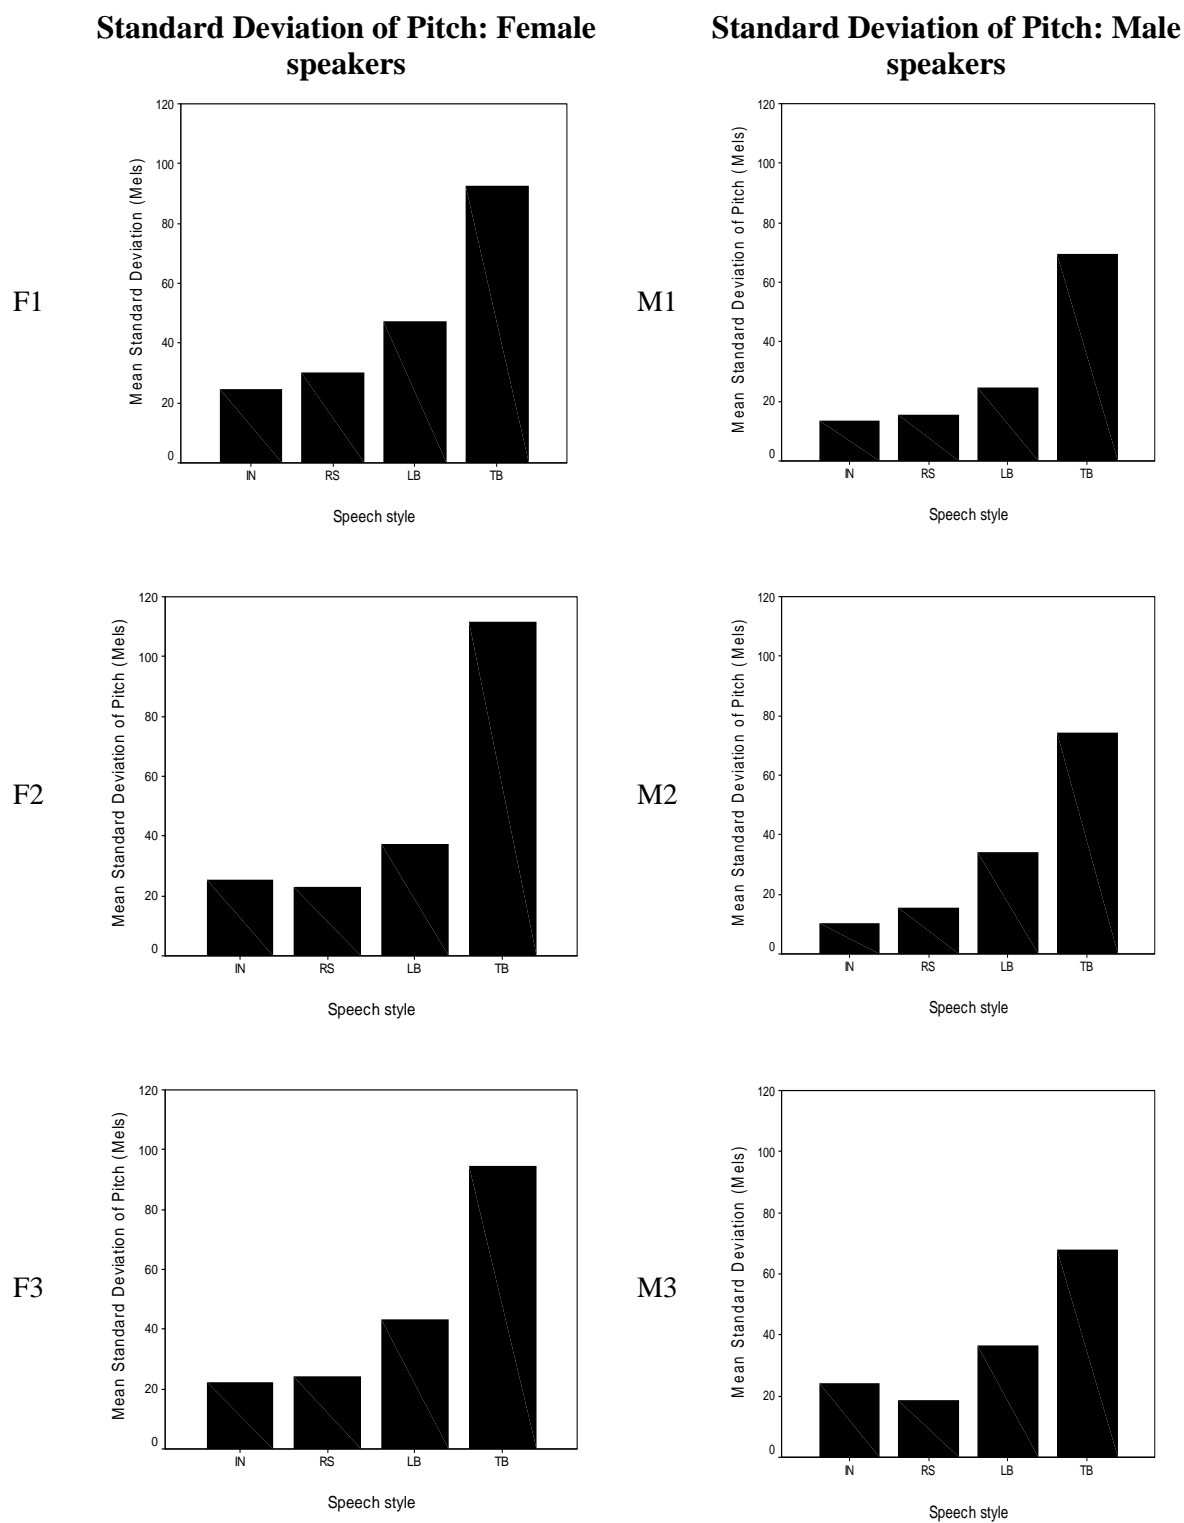 Standard Deviation of Pitch: Female
speakers
Standard Deviation of Pitch: Male
speakers
F1
Mean Standard Deviation (Mels)
120
100
80
60
40
20
0
IN RS LB TB
Speech style
M1
Mean Standard Deviation of Pitch (Mels)
120
100
80
60
40
20
0
IN RS LB TB
Speech style
F2
Mean Standard Deviation of Pitch (Mels)
120
100
80
60
40
20
0
IN RS LB TB
Speech style
M2
Mean Standard Deviation of Pitch (Mels)
120
100
80
60
40
20
0
IN RS LB TB
Speech style
F3
Mean Standard Deviation of Pitch (Mels)
120
100
80
60
40
20
0
IN RS LB TB
Speech style
M3
Mean Standard Deviation (Mels)
120
100
80
60
40
20
0
IN RS LB TB
Speech style